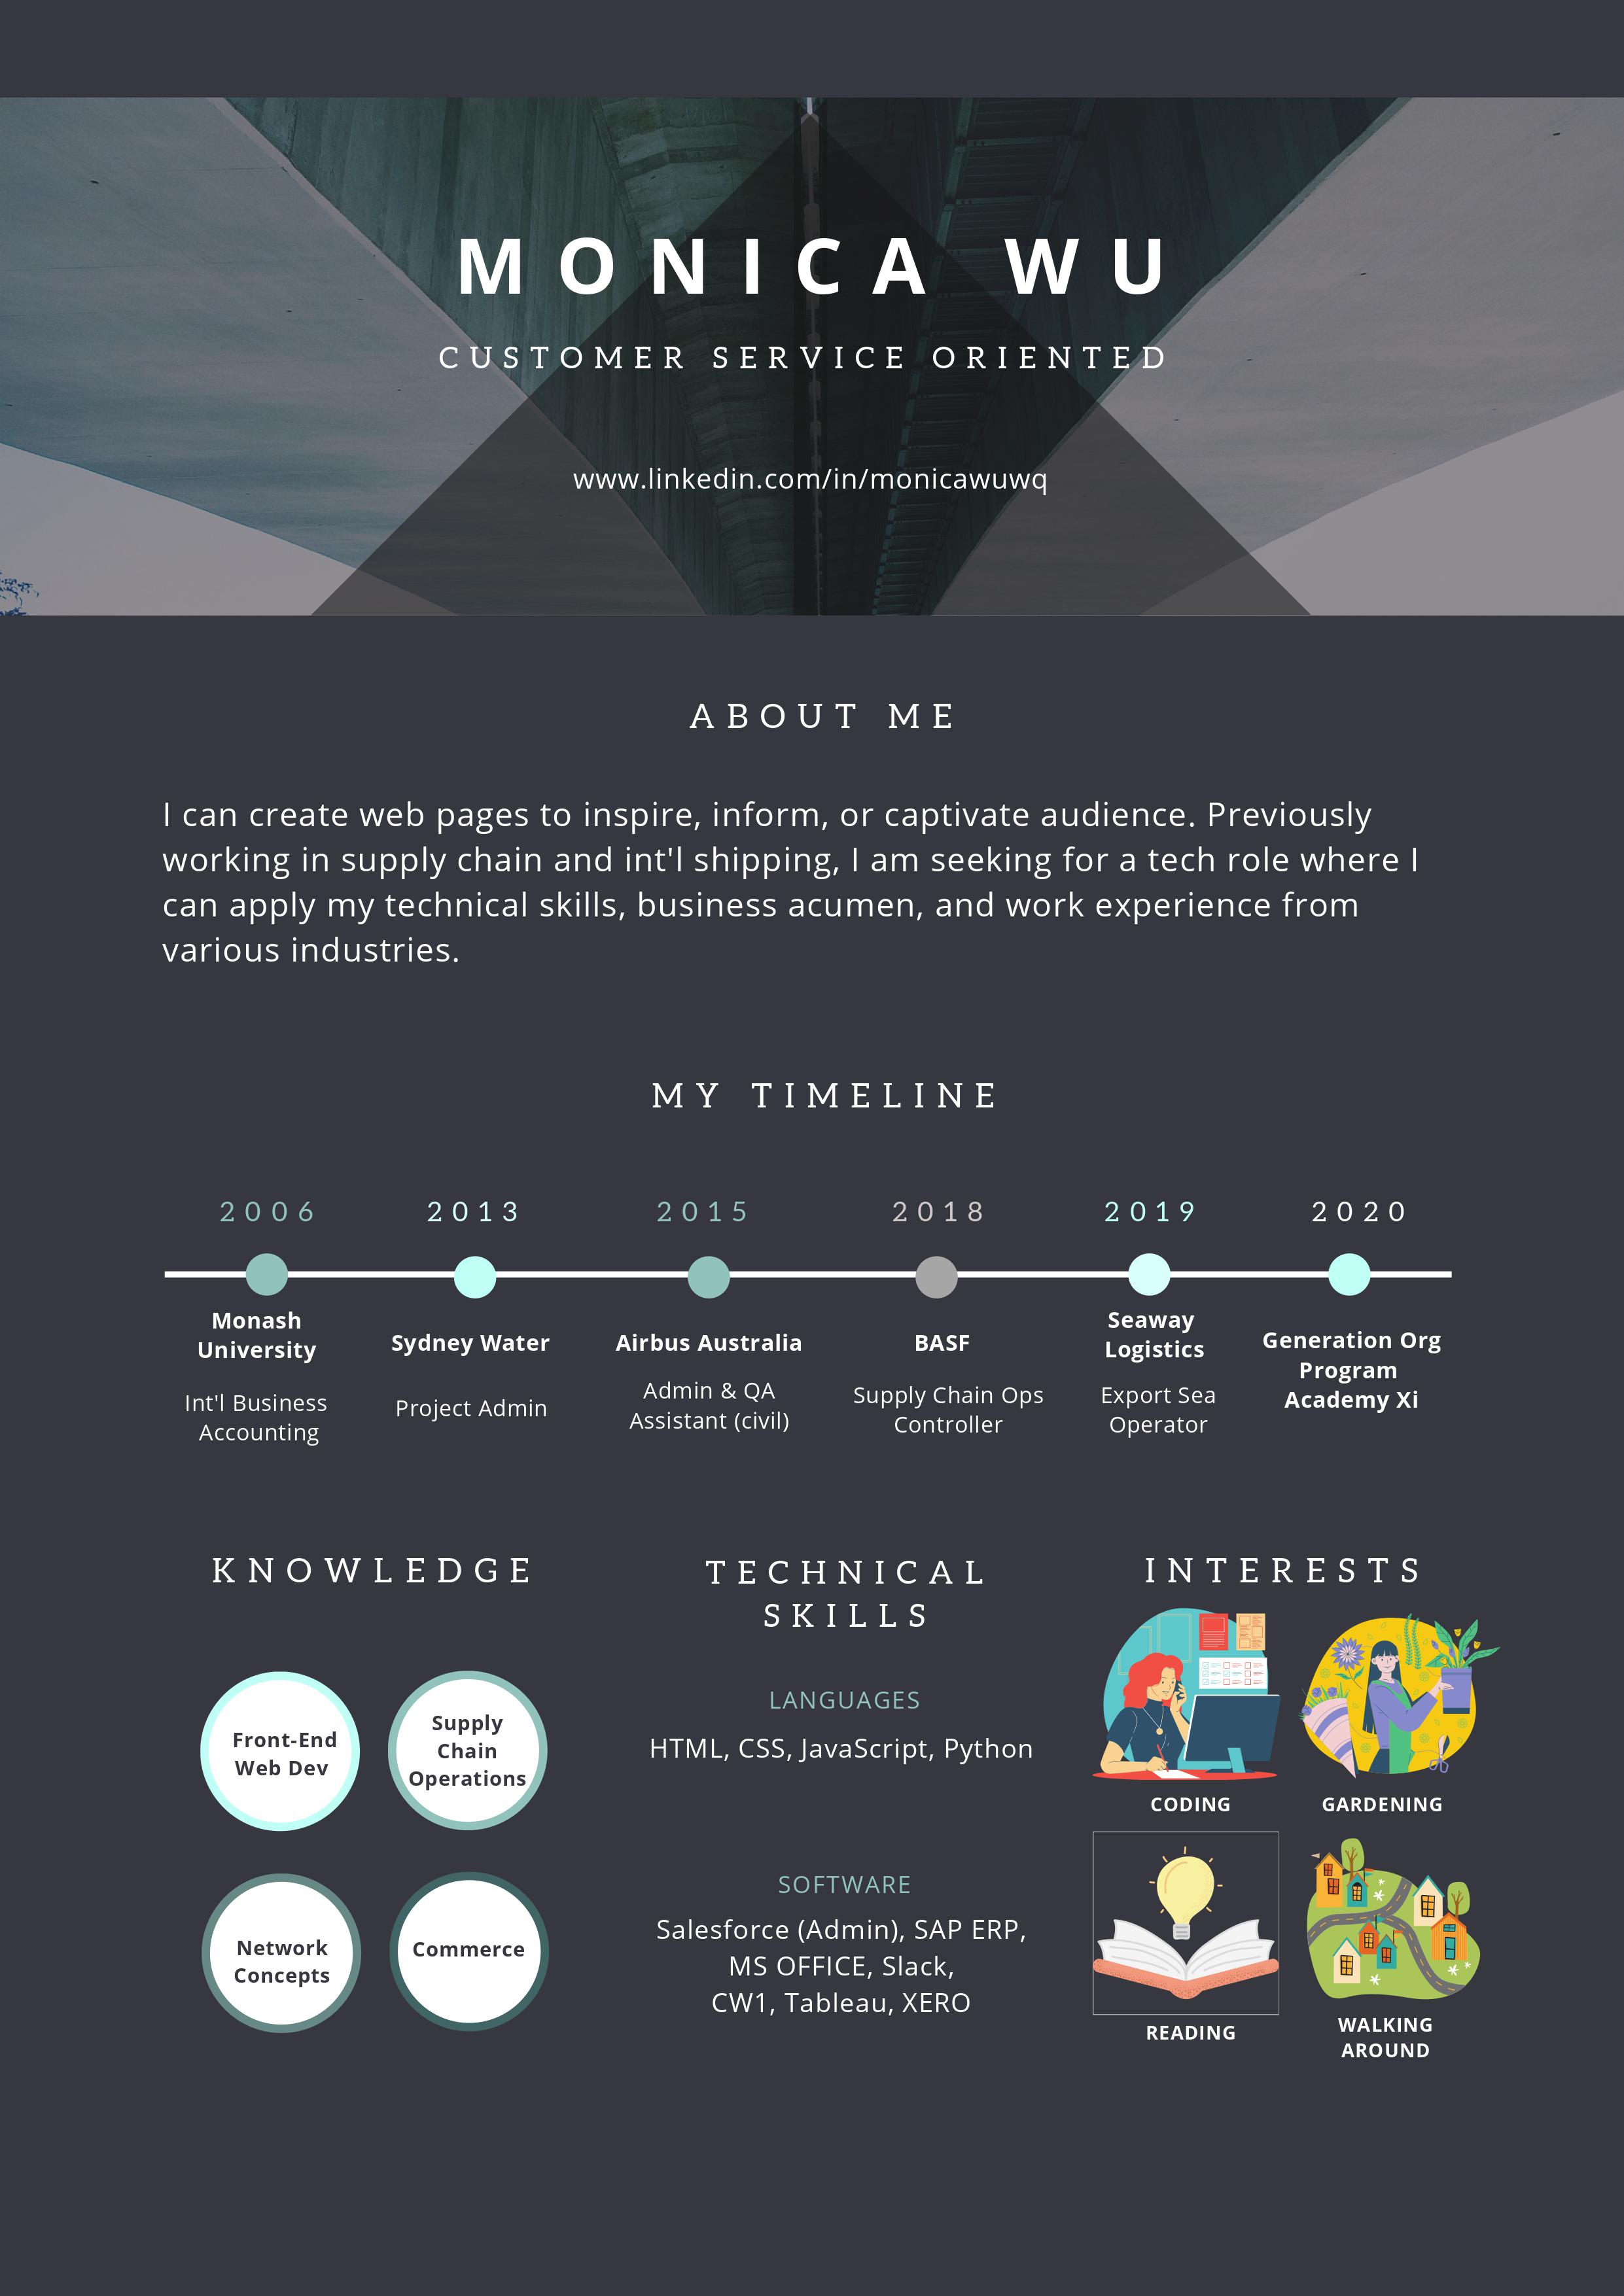 MONICA WU
CUSTOMER SERVICE ORIENTED
www.linkedin.com/in/monicawuwq
ABOUT ME
I can create web pages to inspire, inform, or captivate audience. Previously
working in supply chain and int'l shipping, I am seeking for a tech role where I
can apply my technical skills, business acumen, and work experience from
various industries.
MY TIMELINE
2006
Monash
University
Int'l Business
Accounting
2013
Sydney Water
Project Admin
2015
Airbus Australia
Admin & QA
Assistant (civil)
2018
BASF
Supply Chain Ops
Controller
2019
Seaway
Logistics
Export Sea
Operator
2020
Generation Org
Program
Academy Xi
KNOWLEDGE
Front-End
Web Dev
Supply
Chain
Operations
Network
Concepts
Commerce
TECHNICAL
SKILLS
LANGUAGES
HTML, CSS, JavaScript, Python
SOFTWARE
Salesforce (Admin), SAP ERP,
MS OFFICE, Slack,
CW1, Tableau, XERO
INTERESTS
CODING
GARDENING
READING
WALKING
AROUND